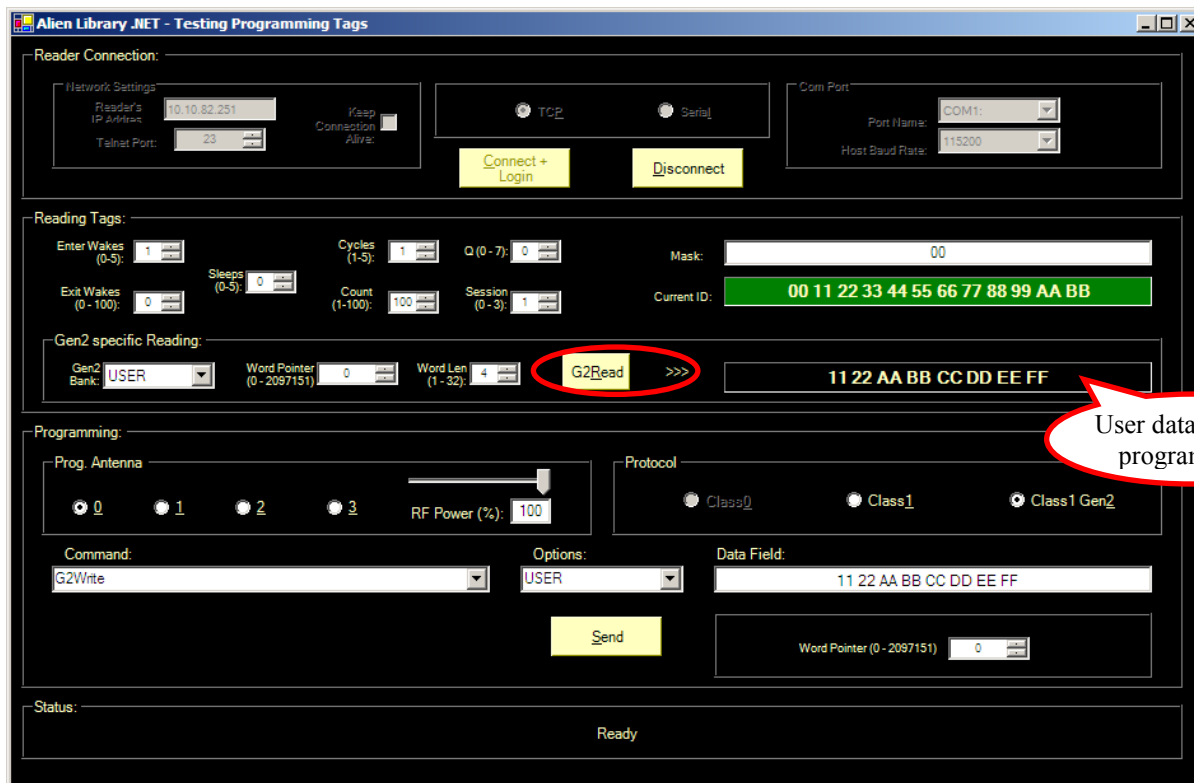 Alien Library .NET - Testing Programming Tags
Reader Connection:
Network Settings
Reader's
IP Addres
10.10.82.251
Keep
Connection
Alive:
Telnet Port:
23
TCP
Serial
Connect +
Login
Disconnect
Com Port
Port Name:
COM1:
Host Baud Rate:
115200
Reading Tags:
Enter Wakes
(0-5):
1
Exit Wakes
(0 - 100):
0
Sleeps
(0-5):
0
Cycles
(1-5):
1
Count
(1-100):
100
Q (0 - 7):
0
Session
(0 - 3):
1
Mask:
00
Current ID:
00 11 22 33 44 55 66 77 88 99 AA BB
Gen2 specific Reading:
Gen2
Bank:
USER
Word Pointer
(0 - 2097151)
0
Word Len
(1 - 32):
4
G2Read
>>>
11 22 AA BB CC DD EE FF
User data
program
Programming:
Prog. Antenna
0
1
2
3
RF Power (%):
100
Protocol
Class0
Class1
Class1 Gen2
Command:
G2Write
Options:
USER
Data Field:
11 22 AA BB CC DD EE FF
Send
Word Pointer (0 - 2097151)
0
Status:
Ready